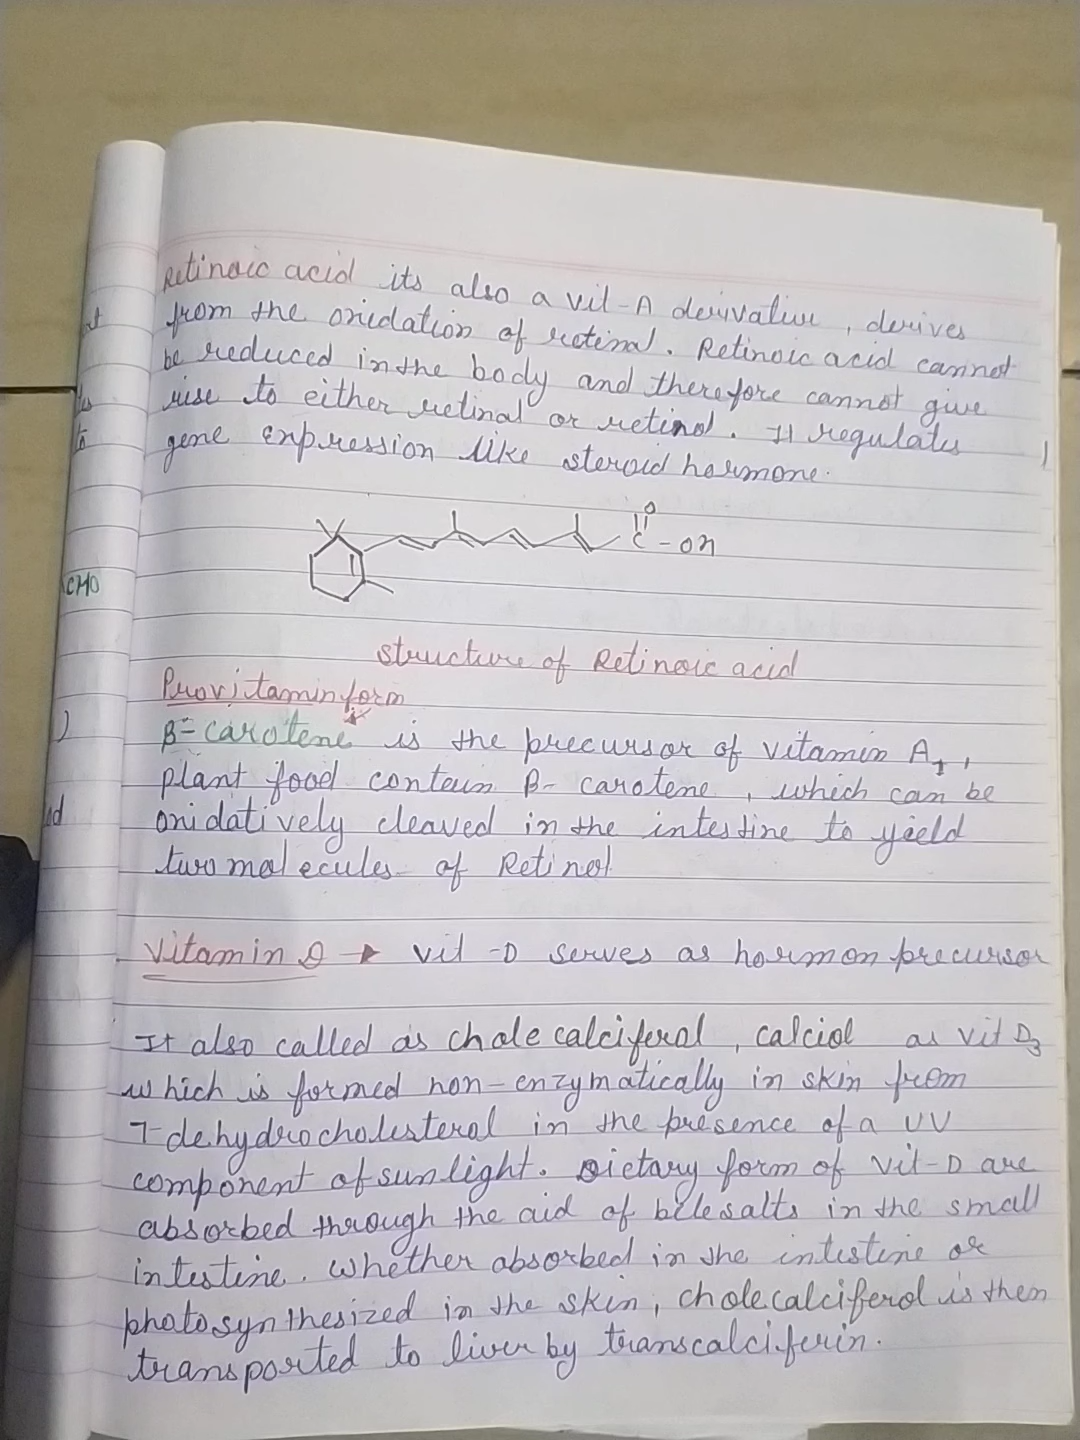 Retinoic acid its also a vil-A derivative, derives
from the oxidation of retinal. Retinoic acid cannot
be reduced in the body and therefore cannot give
rise to either retinal or retinol. It regulates
gene expression like steroid hormone.
O
C-OH
CHO
structure of Retinoic acid
Provitamin form
β-carotene is the precursor of vitamin A1,
plant food contain β-carotene, which can be
oxidatively cleaved in the intestine to yield
two molecules of Retinol
Vitamin D → vit-D serves as hormon precursor
It also called as chole calciferol, calciol as vit D3
which is formed non-enzymatically in skin from
7-dehydrocholesterol in the presence of a UV
component of sunlight. Dietary form of vit-D are
absorbed through the aid of bile salts in the small
intestine. Whether absorbed in the intestine or
photosynthesized in the skin, cholecalciferol is then
transported to liver by transcalciferin.